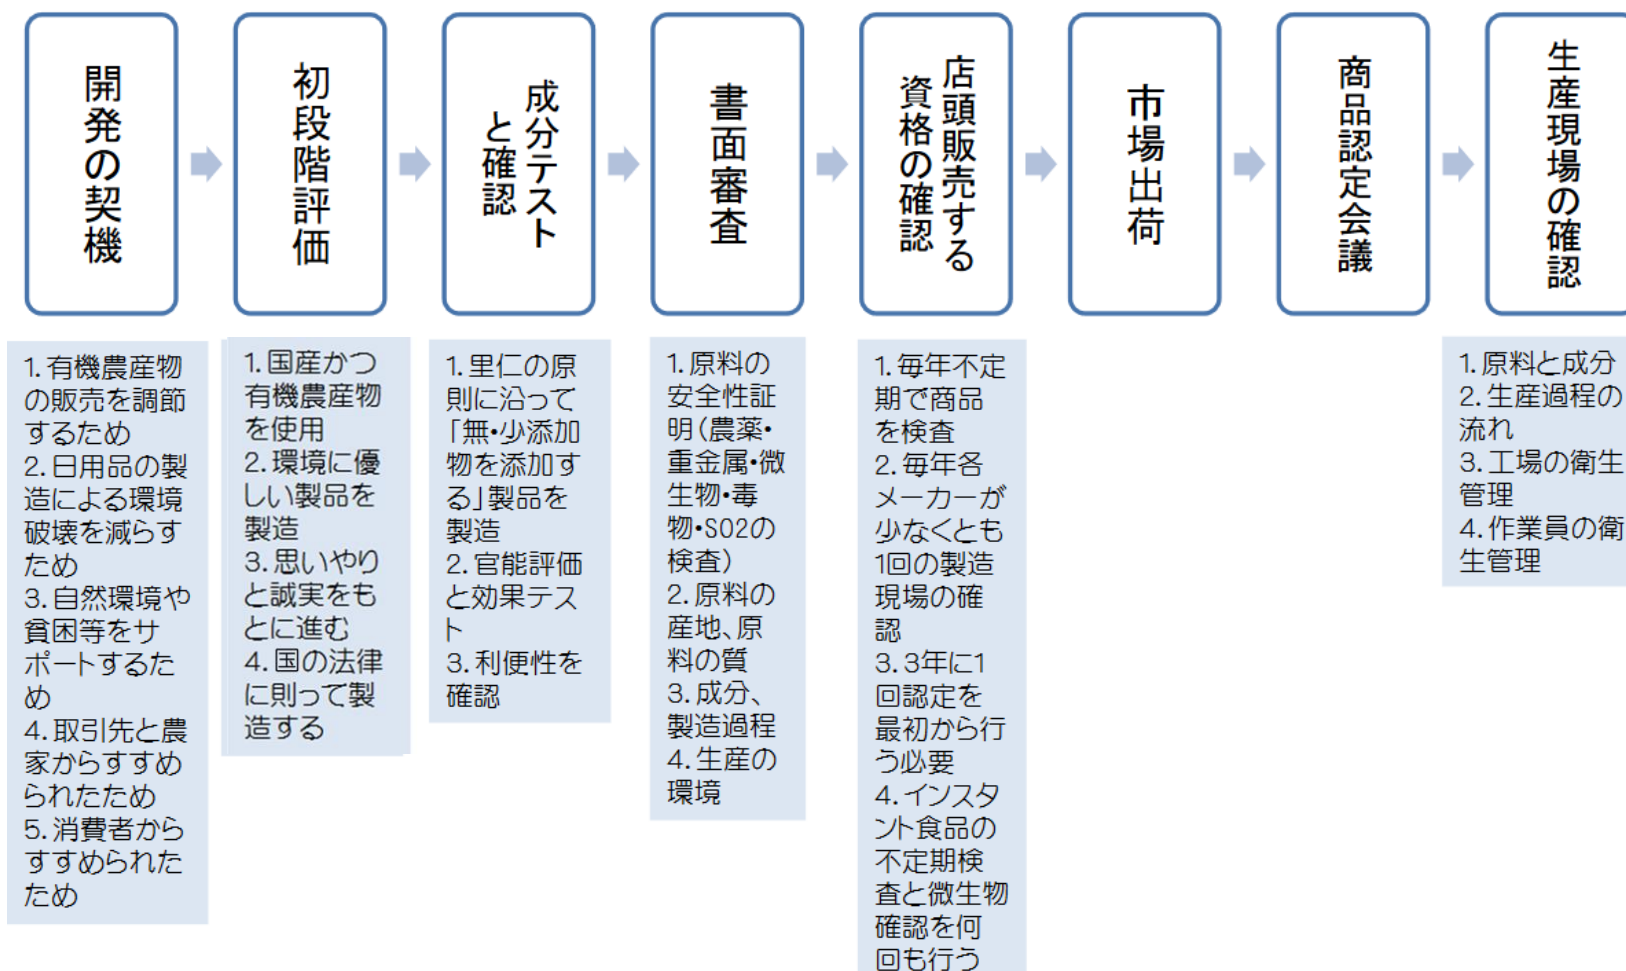 開発の契機
初段階評価
成分テスト
と確認
書面審査
店頭販売する
資格の確認
市場出荷
商品認定会議
生産現場の確認
1.有機農産物
の販売を調節
するため
2.日用品の製
造による環境
破壊を減らす
ため
3.自然環境や
貧困等をサ
ポートするた
め
4.取引先と農
家からすすめ
られたため
5.消費者から
すすめられた
ため
1.国産かつ
有機農産物
を使用
2.環境に優
しい製品を
製造
3.思いやり
と誠実をも
とに進む
4.国の法律
に則って製
造する
1.里仁の原
則に沿って
「無・少添加
物を添加す
る」製品を
製造
2.官能評価
と効果テス
ト
3.利便性を
確認
1.原料の
安全性証
明(農薬・
重金属・微
生物・毒
物・SO2の
検査)
2.原料の
産地、原
料の質
3.成分、
製造過程
4.生産の
環境
1.毎年不定
期で商品
を検査
2.毎年各
メーカーが
少なくとも
1回の製造
現場の確
認
3.3年に1
回認定を
最初から行
う必要
4.インスタ
ント食品の
不定期検
査と微生物
確認を何
回も行う
1.原料と成分
2.生産過程の
流れ
3.工場の衛生
管理
4.作業員の衛
生管理